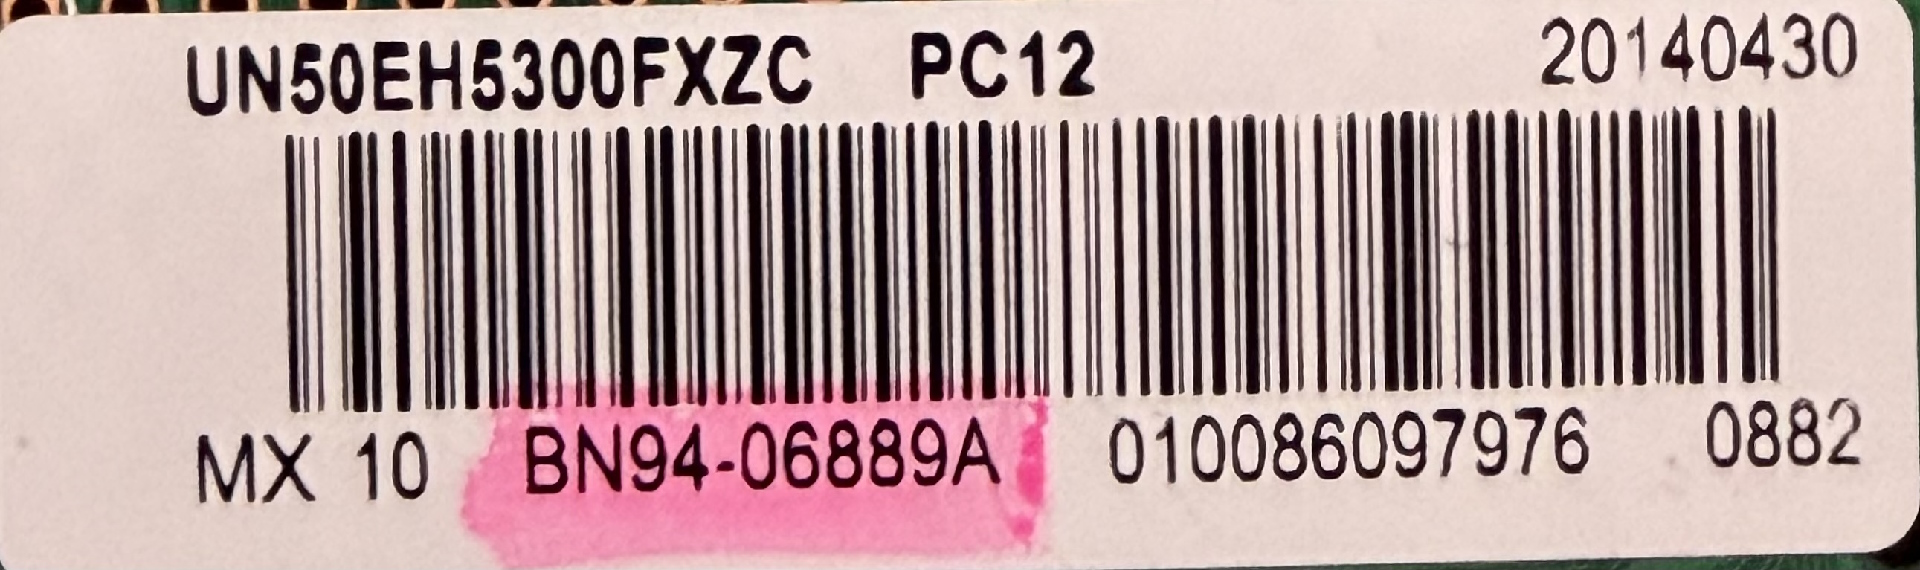 UN50EH5300FXZC PC12 20140430
MX 10 BN94-06889A 010086097976 0882